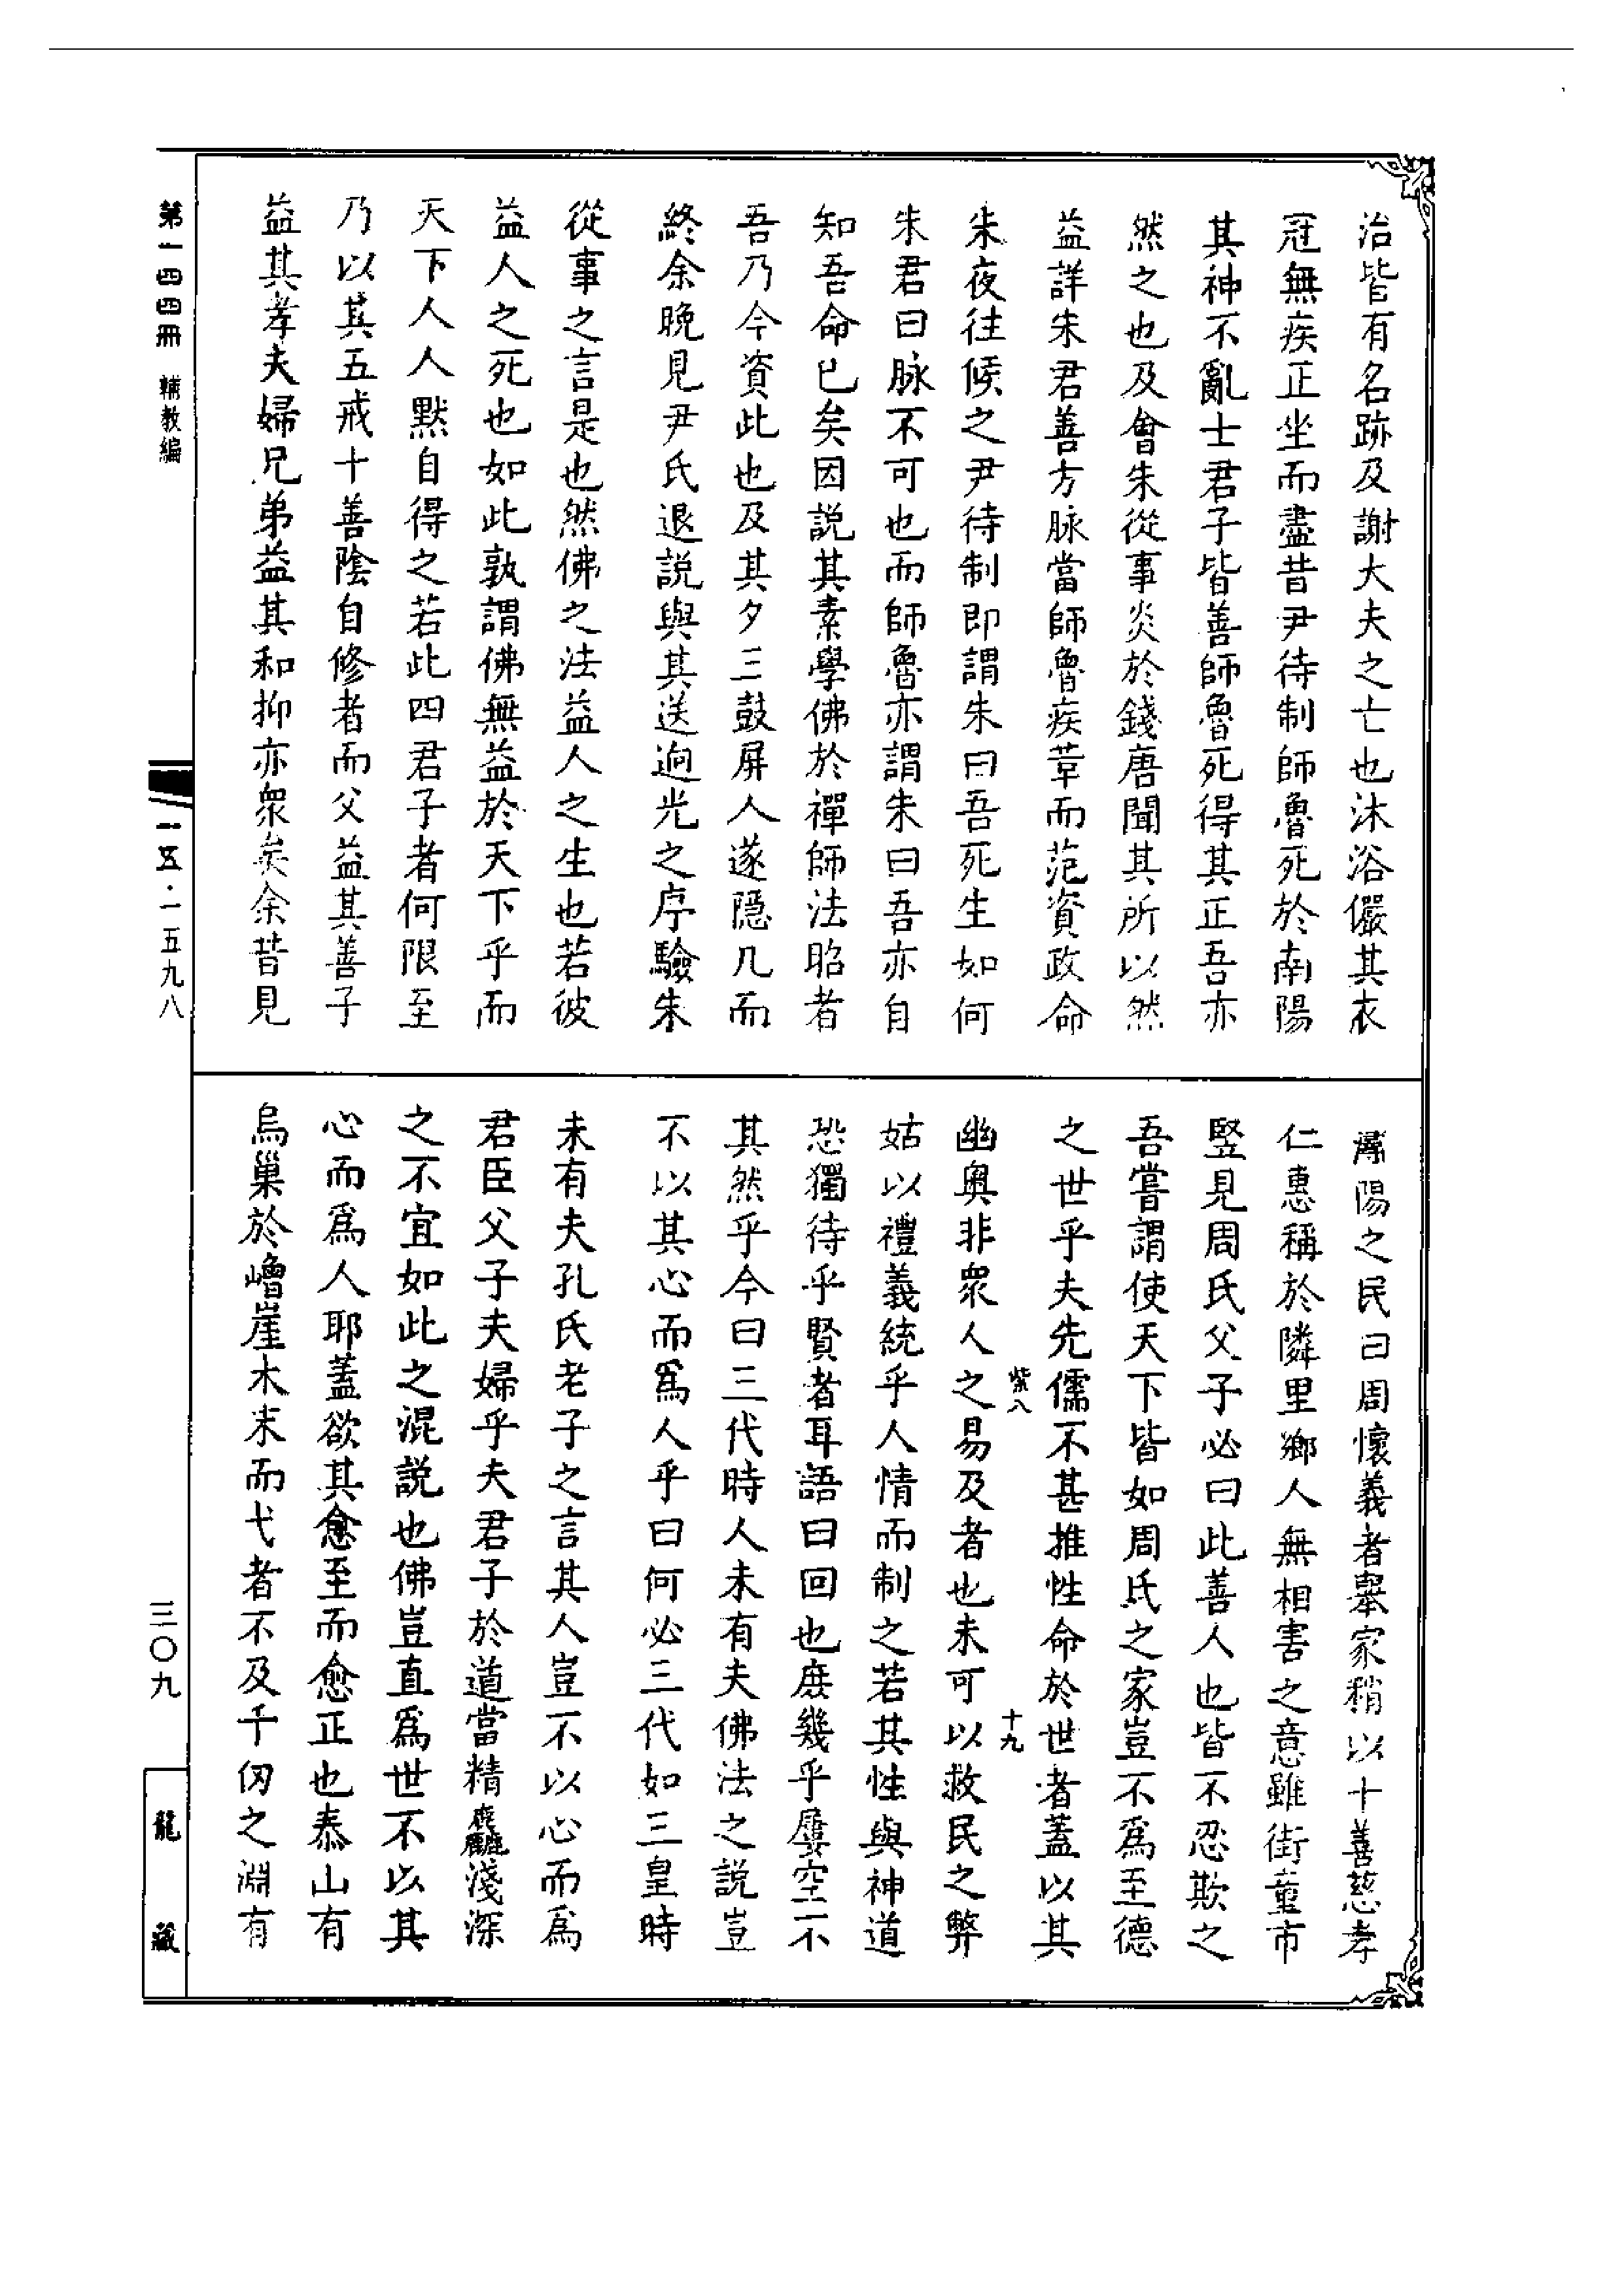 治皆有名跡及謝大夫之亡也沐浴儼其衣
冠無疾正坐而盡昔尹待制師魯死於南陽
其神不亂士君子皆善師魯死得其正吾亦
然之也及會朱從事炎於錢唐聞其所以然
益詳朱君善方脉當師魯疾革而范資政命
朱夜往候之尹待制即謂朱曰吾死生如何
朱君曰脉不可也而師魯亦謂朱曰吾亦自
知吾命已矣因説其素學佛於禪師法昭者
吾乃今資此也及其夕三鼓屏人遂隱几而
終余晚見尹氏退説與其送迥光之序驗朱
從事之言是也然佛之法益人之生也若彼
益人之死也如此孰謂佛無益於天下乎而
天下人人默自得之若此四君子者何限至
乃以其五戒十善陰自修者而父益其善子
益其孝夫婦兄弟益其和抑亦衆矣余昔見
潯陽之民曰周懷義者舉家稍以十善慈孝
仁惠稱於隣里鄉人無相害之意雖街童市
豎見周氏父子必曰此善人也皆不忍欺之
吾嘗謂使天下皆如周氏之家豈不爲至德
之世乎夫先儒不甚推性命於世者蓋以其
紫八
十九
幽奧非衆人之易及者也未可以救民之弊
姑以禮義統乎人情而制之若其性與神道
恐獨待乎賢者耳語曰回也庶幾乎屢空不
其然乎今曰三代時人未有夫佛法之説豈
不以其心而爲人乎曰何必三代如三皇時
未有夫孔氏老子之言其人豈不以心而爲
君臣父子夫婦乎夫君子於道當精麤淺深
之不宜如此之混説也佛豈直爲世不以其
心而爲人耶蓋欲其愈至而愈正也泰山有
烏巢於嶒崖木末而弋者不及千仞之淵有
第一四四冊　輔教編
一五·一五九八
三〇九
龍藏